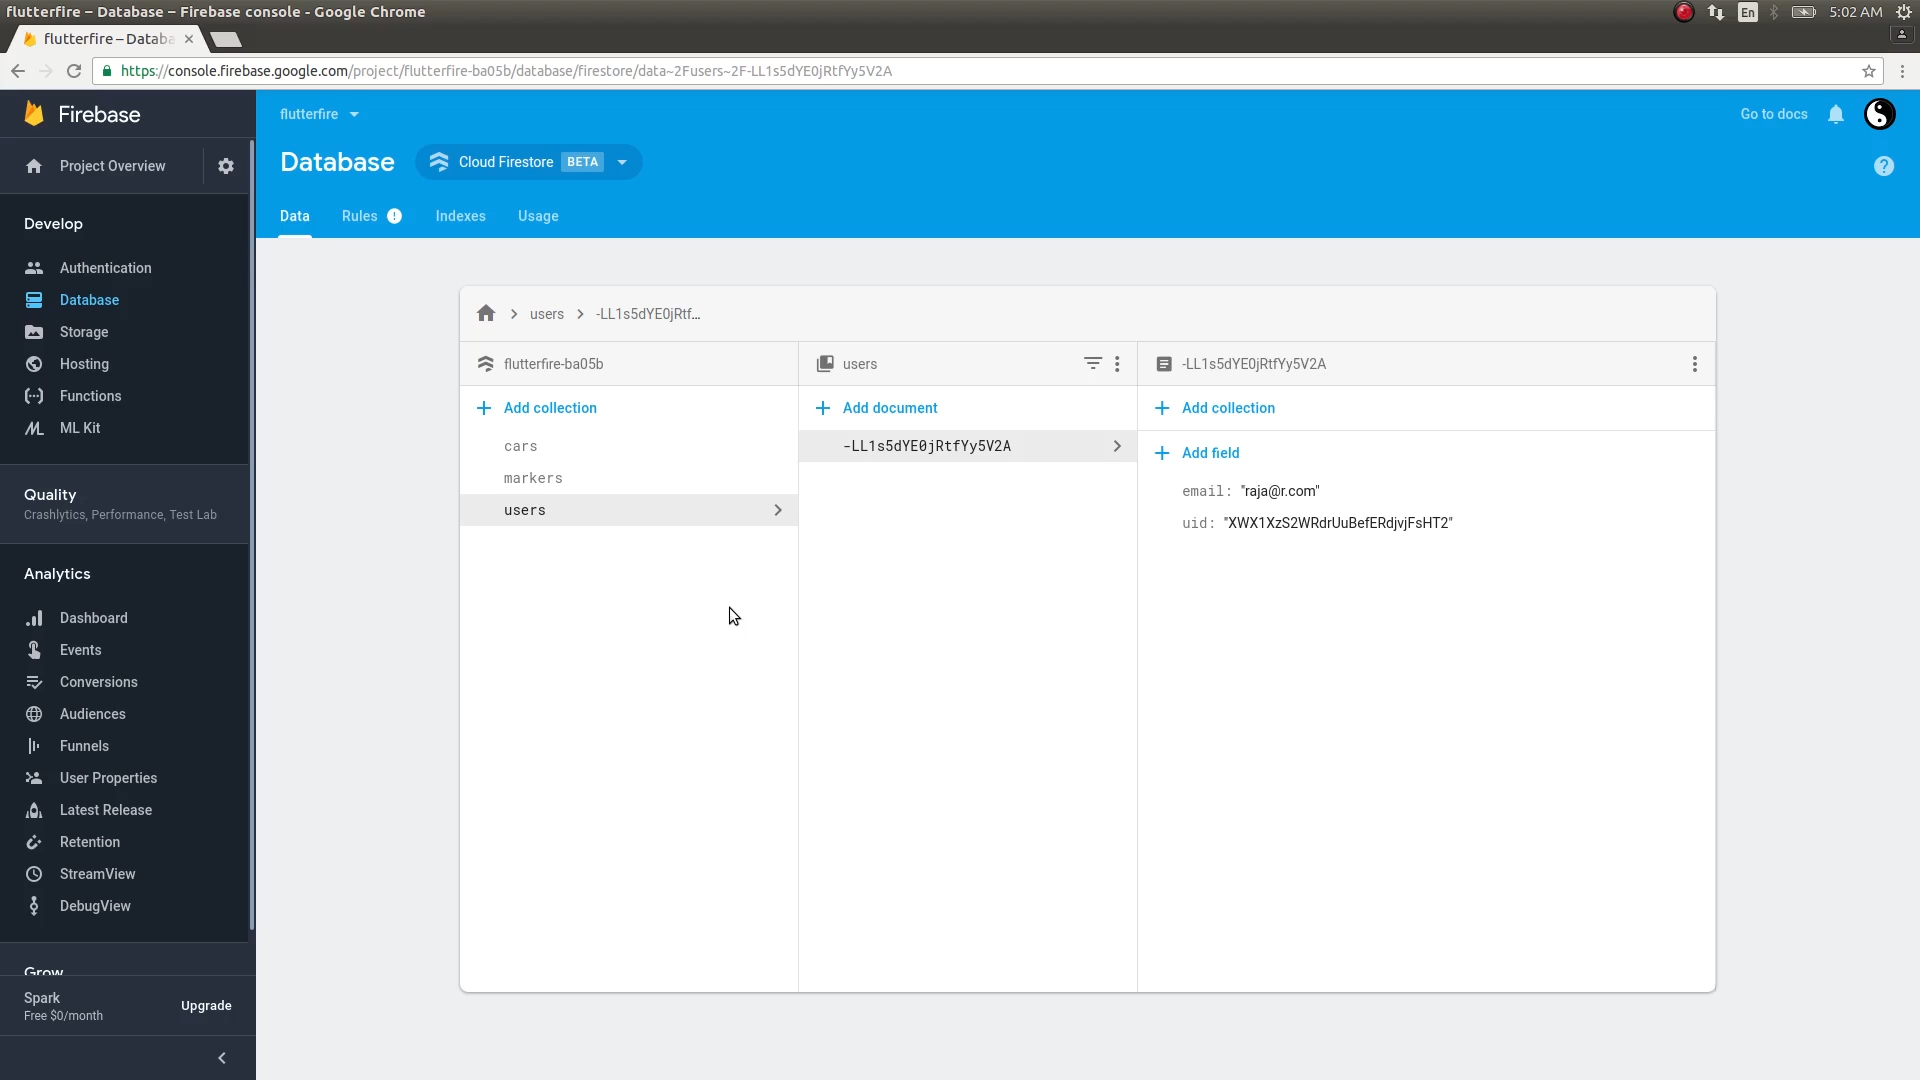 flutterfire – Database – Firebase console - Google Chrome
En
5:02 AM
flutterfire – Databa
https://console.firebase.google.com/project/flutterfire-ba05b/database/firestore/data~2Fusers~2F-LL1s5dYE0jRtfYy5V2A
Firebase
flutterfire
Go to docs
Project Overview
Database
Cloud Firestore BETA
Data
Rules
Indexes
Usage
Develop
Authentication
Database
Storage
Hosting
Functions
ML Kit
Quality
Crashlytics, Performance, Test Lab
Analytics
Dashboard
Events
Conversions
Audiences
Funnels
User Properties
Latest Release
Retention
StreamView
DebugView
Grow
Spark
Free $0/month
Upgrade
users
-LL1s5dYE0jRtf...
flutterfire-ba05b
Add collection
cars
markers
users
users
Add document
-LL1s5dYE0jRtfYy5V2A
-LL1s5dYE0jRtfYy5V2A
Add collection
Add field
email: "raja@r.com"
uid: "XWX1XzS2WRdrUuBefERdjvjFsHT2"